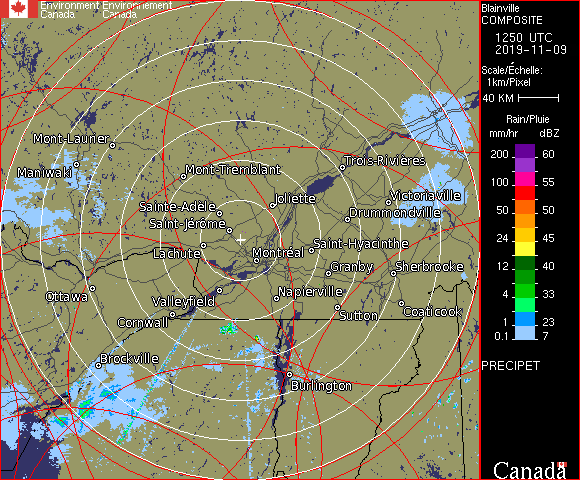 Environment Environnement
Canada Canada
Blainville
COMPOSITE
1250 UTC
2019-11-09
Scale/Échelle:
1km/Pixel
40 KM
Rain/Pluie
mm/hr dBZ
200 60
100 55
50 50
24 45
12 40
4 33
1 23
0.1 7
PRECIPET
Canada
Mont-Laurier
Maniwaki
Mont-Tremblant
Trois-Rivières
Joliette
Victoriaville
Sainte-Adèle
Drummondville
Saint-Jérôme
Lachute
Montréal
Saint-Hyacinthe
Granby
Sherbrooke
Ottawa
Valleyfield
Napierville
Cornwall
Sutton
Coaticook
Brockville
Burlington